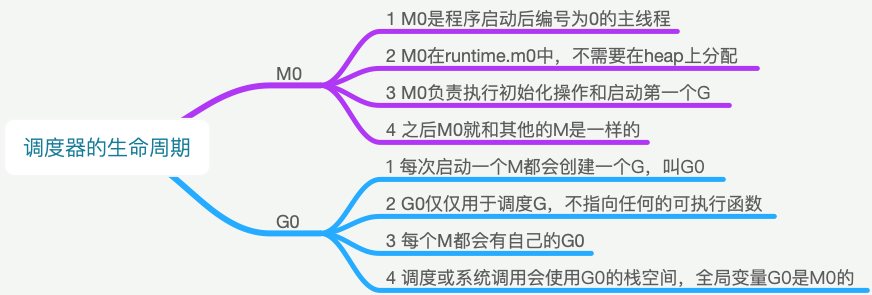 调度器的生命周期
M0
1 M0是程序启动后编号为0的主线程
2 M0在runtime.m0中，不需要在heap上分配
3 M0负责执行初始化操作和启动第一个G
4 之后M0就和其他的M是一样的
G0
1 每次启动一个M都会创建一个G，叫G0
2 G0仅仅用于调度G，不指向任何的可执行函数
3 每个M都会有自己的G0
4 调度或系统调用会使用G0的栈空间，全局变量G0是M0的